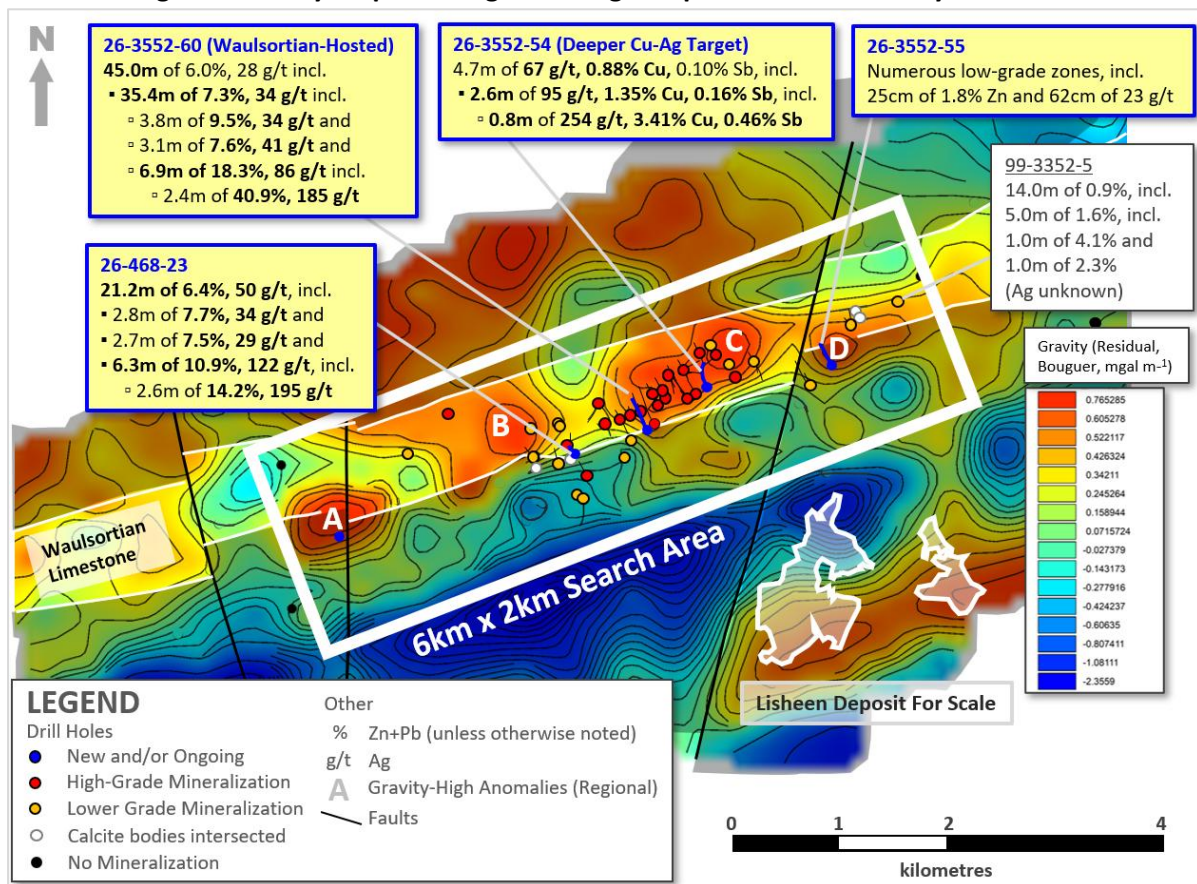 N
26-3552-60 (Waulsortian-Hosted)
45.0m of 6.0%, 28 g/t incl.
▪ 35.4m of 7.3%, 34 g/t incl.
▫ 3.8m of 9.5%, 34 g/t and
▫ 3.1m of 7.6%, 41 g/t and
▫ 6.9m of 18.3%, 86 g/t incl.
▫ 2.4m of 40.9%, 185 g/t
26-3552-54 (Deeper Cu-Ag Target)
4.7m of 67 g/t, 0.88% Cu, 0.10% Sb, incl.
▪ 2.6m of 95 g/t, 1.35% Cu, 0.16% Sb, incl.
▫ 0.8m of 254 g/t, 3.41% Cu, 0.46% Sb
26-3552-55
Numerous low-grade zones, incl.
25cm of 1.8% Zn and 62cm of 23 g/t
99-3352-5
14.0m of 0.9%, incl.
5.0m of 1.6%, incl.
1.0m of 4.1% and
1.0m of 2.3%
(Ag unknown)
26-468-23
21.2m of 6.4%, 50 g/t, incl.
▪ 2.8m of 7.7%, 34 g/t and
▪ 2.7m of 7.5%, 29 g/t and
▪ 6.3m of 10.9%, 122 g/t, incl.
▫ 2.6m of 14.2%, 195 g/t
A
B
C
D
Waulsortian
Limestone
6km x 2km Search Area
Lisheen Deposit For Scale
Gravity (Residual,
Bouguer, mgal m-1)
0.765285
0.605278
0.522117
0.426324
0.34211
0.245264
0.158944
0.0715724
-0.027379
-0.143173
-0.277916
-0.424237
-0.60635
-0.807411
-1.08111
-2.3559
LEGEND
Drill Holes
New and/or Ongoing
High-Grade Mineralization
Lower Grade Mineralization
Calcite bodies intersected
No Mineralization
Other
% Zn+Pb (unless otherwise noted)
g/t Ag
A Gravity-High Anomalies (Regional)
Faults
0 1 2 4
kilometres